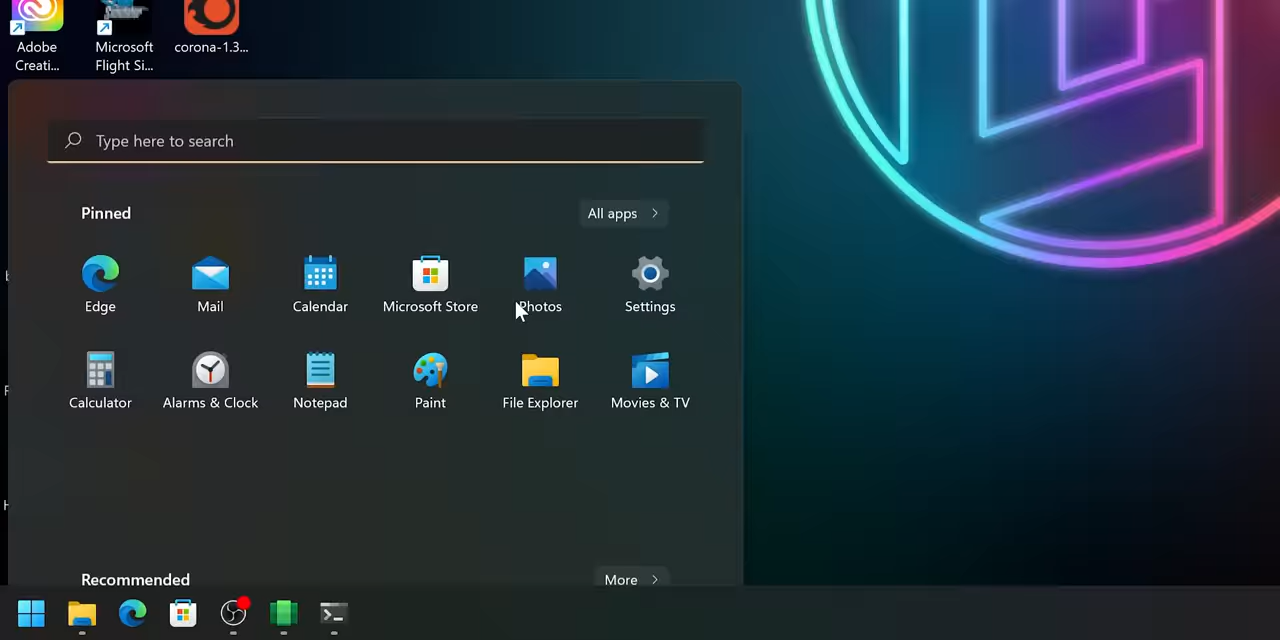 Adobe
Creati...
Microsoft
Flight Si...
corona-1.3...
Type here to search
Pinned
All apps
Edge
Mail
Calendar
Microsoft Store
Photos
Settings
Calculator
Alarms & Clock
Notepad
Paint
File Explorer
Movies & TV
Recommended
More